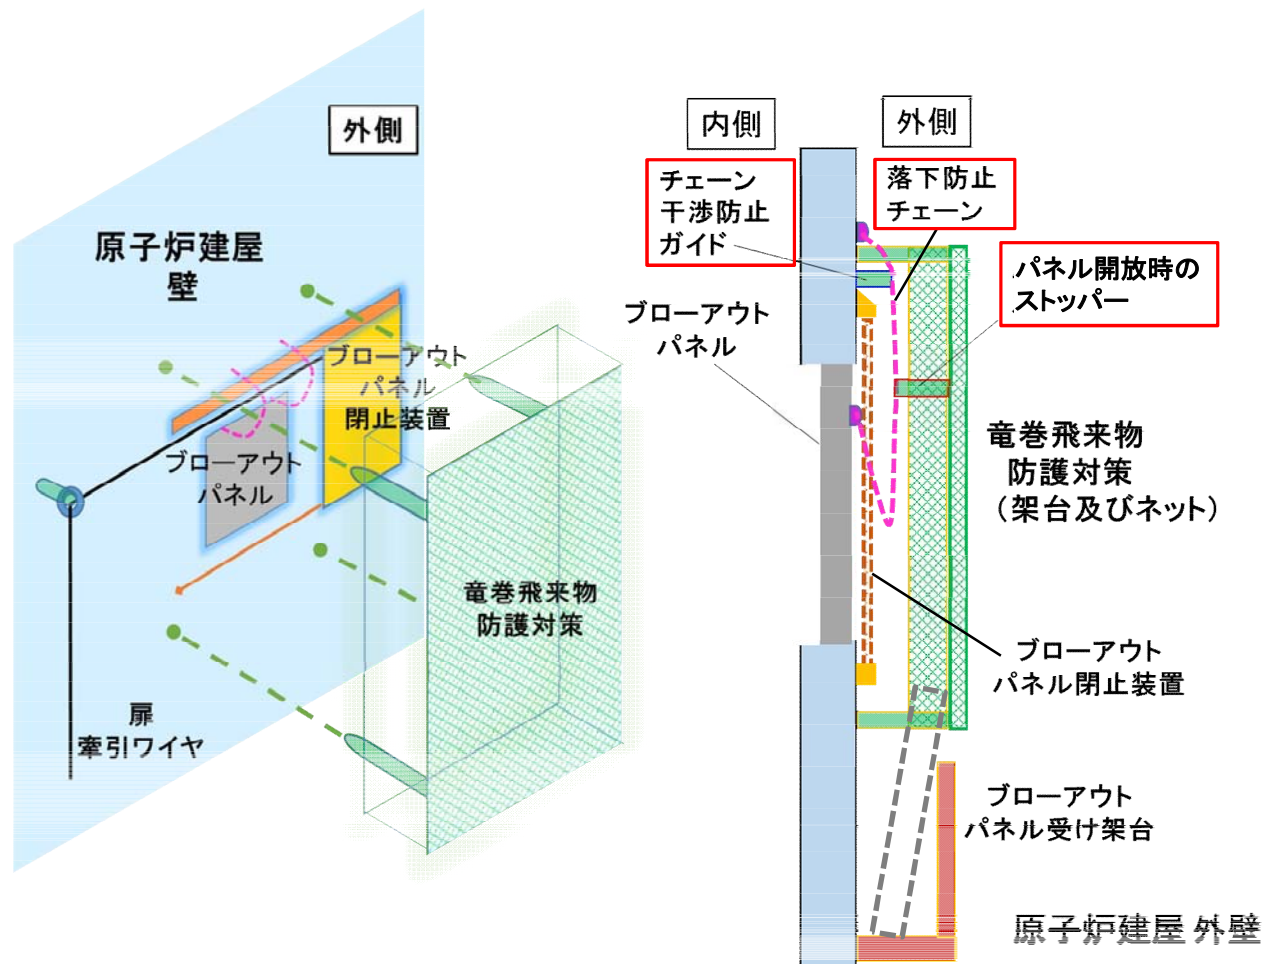 外側
原子炉建屋
壁
ブローアウト
パネル
閉止装置
ブローアウト
パネル
竜巻飛来物
防護対策
扉
牽引ワイヤ
内側
外側
チェーン
干渉防止
ガイド
落下防止
チェーン
パネル開放時の
ストッパー
ブローアウト
パネル
竜巻飛来物
防護対策
（架台及びネット）
ブローアウト
パネル閉止装置
ブローアウト
パネル受け架台
原子炉建屋 外壁